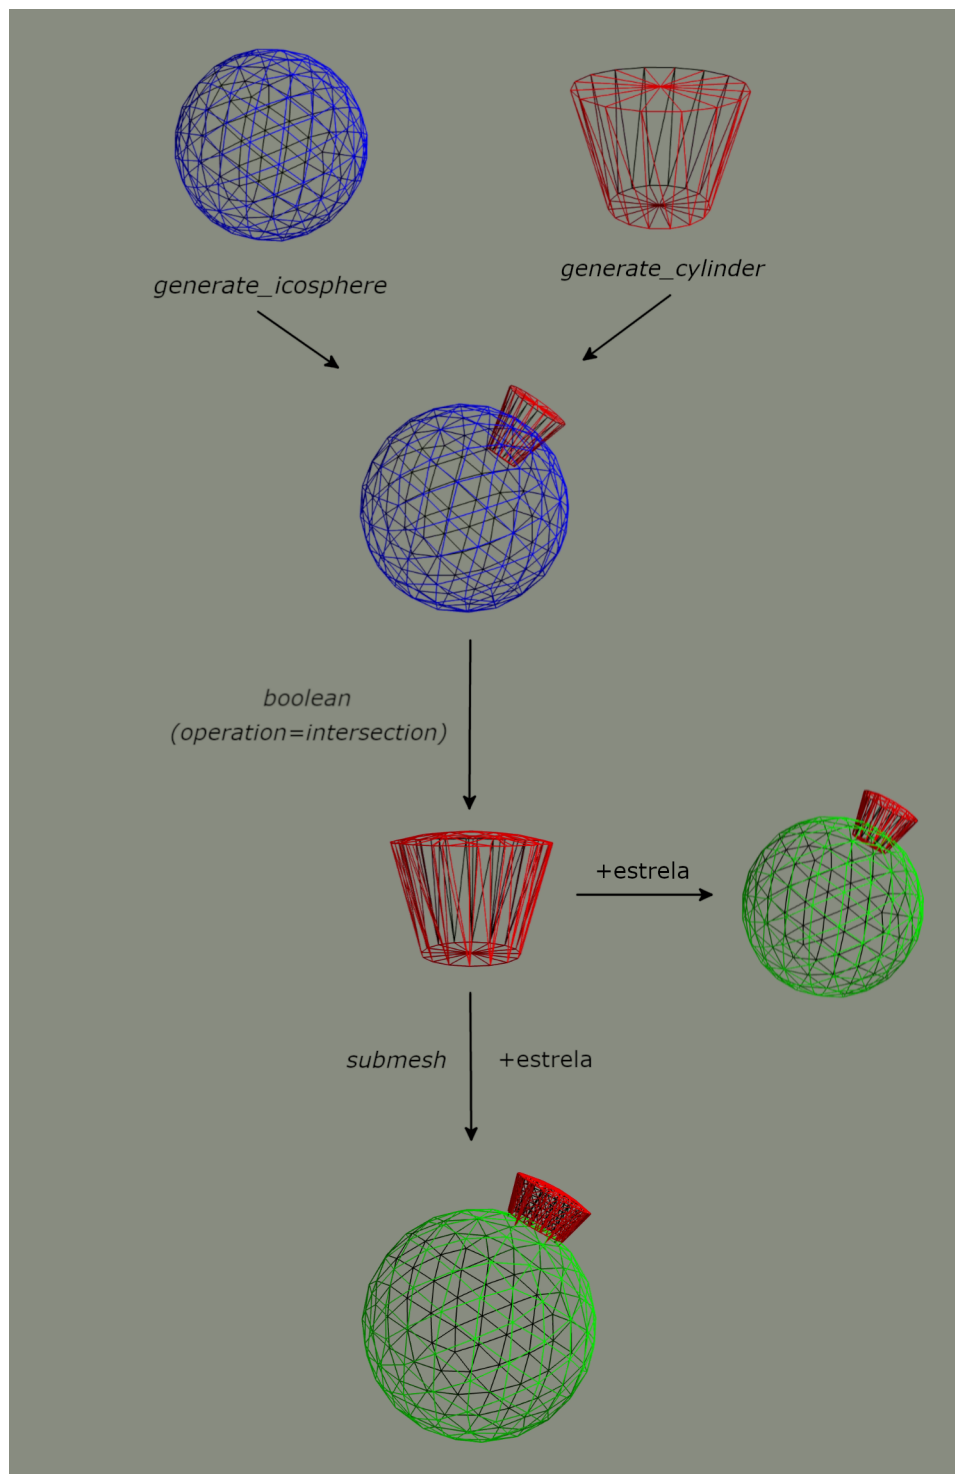 generate_icosphere
generate_cylinder
boolean
(operation=intersection)
+estrela
submesh
+estrela